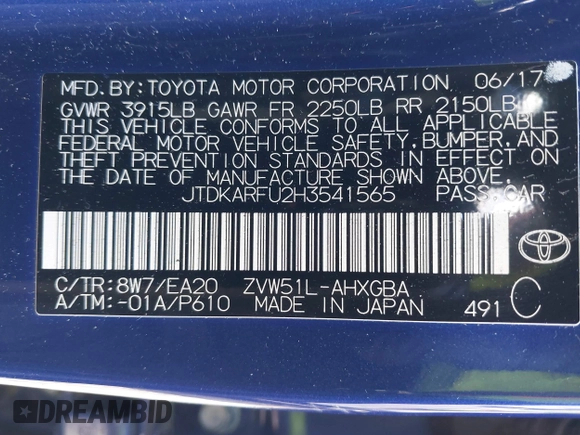 MFD.BY:TOYOTA MOTOR CORPORATION 06/17
GVWR 3915LB GAWR FR 2250LB RR 2150LB
THIS VEHICLE CONFORMS TO ALL APPLICABLE
FEDERAL MOTOR VEHICLE SAFETY,BUMPER,AND
THEFT PREVENTION STANDARDS IN EFFECT ON
THE DATE OF MANUFACTURE SHOWN ABOVE.
JTDKARFU2H3541565 PASS.CAR
C/TR:8W7/EA20 ZVW51L-AHXGBA
A/TM:-01A/P610 MADE IN JAPAN 491 C
TOYOTA
DREAMBID